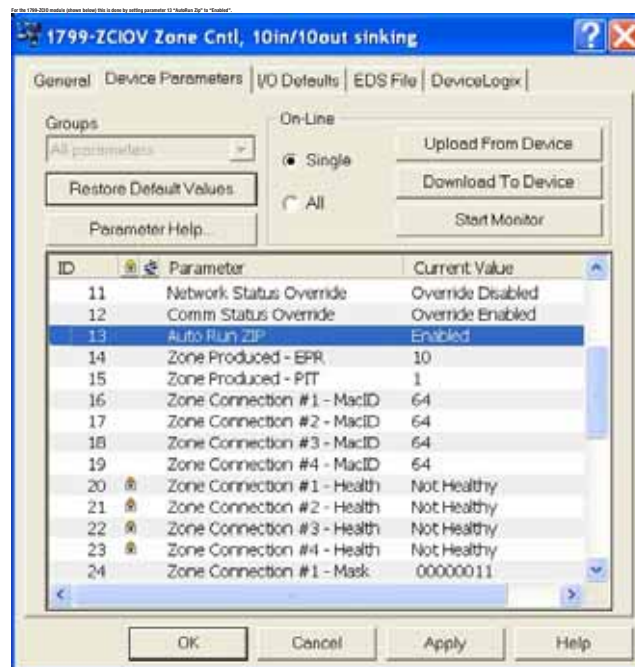 For the 1799-ZCIO module (shown below) this is done by setting parameter 13 "AutoRun Zip" to "Enabled".
1799-ZCIOV Zone Cntl, 10in/10out sinking
General Device Parameters I/O Defaults EDS File DeviceLogix
Groups
All parameters
Restore Default Values
Parameter Help...
On-Line
Single
All
Upload From Device
Download To Device
Start Monitor
ID Parameter Current Value
11 Network Status Override Override Disabled
12 Comm Status Override Override Enabled
13 Auto Run ZIP Enabled
14 Zone Produced - EPR 10
15 Zone Produced - PIT 1
16 Zone Connection #1 - MacID 64
17 Zone Connection #2 - MacID 64
18 Zone Connection #3 - MacID 64
19 Zone Connection #4 - MacID 64
20 Zone Connection #1 - Health Not Healthy
21 Zone Connection #2 - Health Not Healthy
22 Zone Connection #3 - Health Not Healthy
23 Zone Connection #4 - Health Not Healthy
24 Zone Connection #1 - Mask 00000011
OK Cancel Apply Help